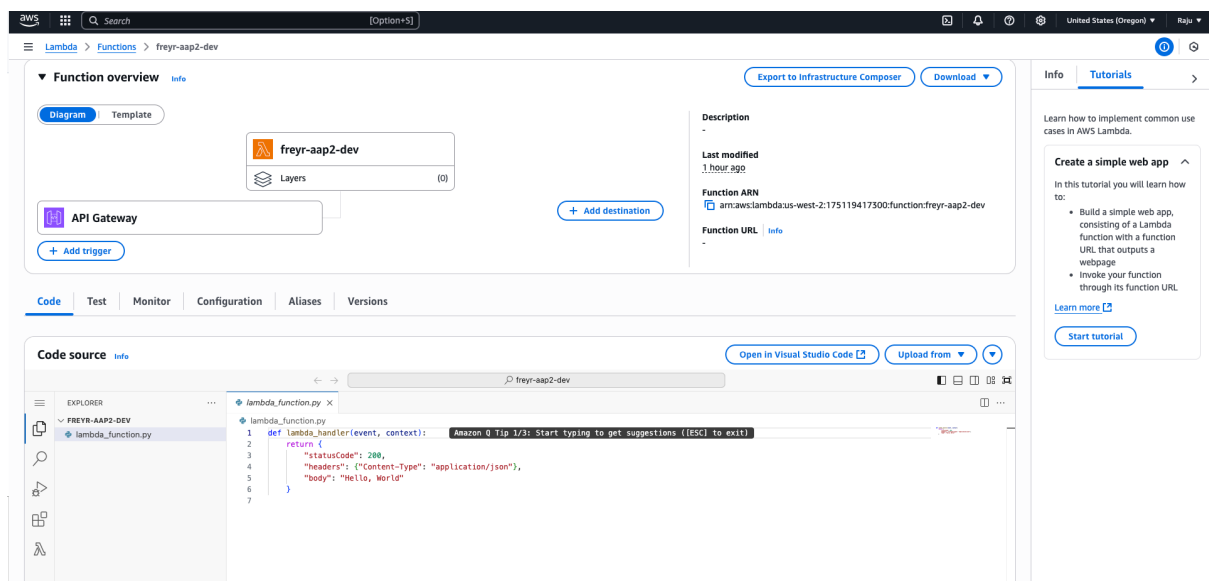 aws
Search [Option+S] United States (Oregon) ▼ Raju ▼
Lambda > Functions > freyr-aap2-dev
▼ Function overview Info
Export to Infrastructure Composer
Download ▼
Diagram | Template
freyr-aap2-dev
Layers (0)
API Gateway
+ Add trigger
+ Add destination
Description
-
Last modified
1 hour ago
Function ARN
arn:aws:lambda:us-west-2:175119417300:function:freyr-aap2-dev
Function URL | Info
-
Code Test Monitor Configuration Aliases Versions
Code source Info
Open in Visual Studio Code
Upload from ▼
freyr-aap2-dev
EXPLORER ...
FREYR-AAP2-DEV
lambda_function.py
lambda_function.py ×
lambda_function.py
1 def lambda_handler(event, context): Amazon Q Tip 1/3: Start typing to get suggestions ([ESC] to exit)
2 return {
3 "statusCode": 200,
4 "headers": {"Content-Type": "application/json"},
5 "body": "Hello, World"
6 }
7
Info Tutorials
Learn how to implement common use
cases in AWS Lambda.
Create a simple web app
In this tutorial you will learn how
to:
• Build a simple web app,
consisting of a Lambda
function with a function
URL that outputs a
webpage
• Invoke your function
through its function URL
Learn more
Start tutorial